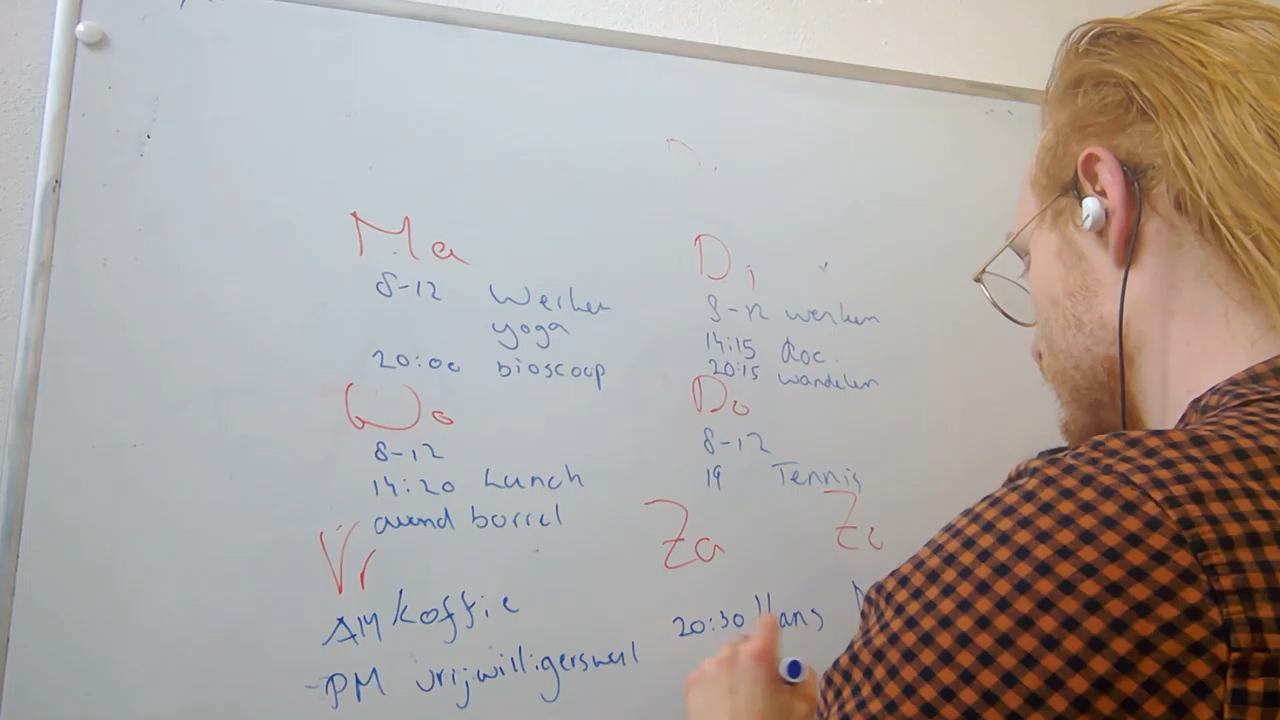 Ma
8-12 Werken
yoga
20:00 bioscoop
Di
9-12 werken
14:15 doc.
20:15 wandelen
Wo
8-12
14:20 Lunch
avond borrel
Do
8-12
19 Tennis
Vr
AM koffie
-PM vrijwilligerswerk
Za
20:30 Hans
Zo